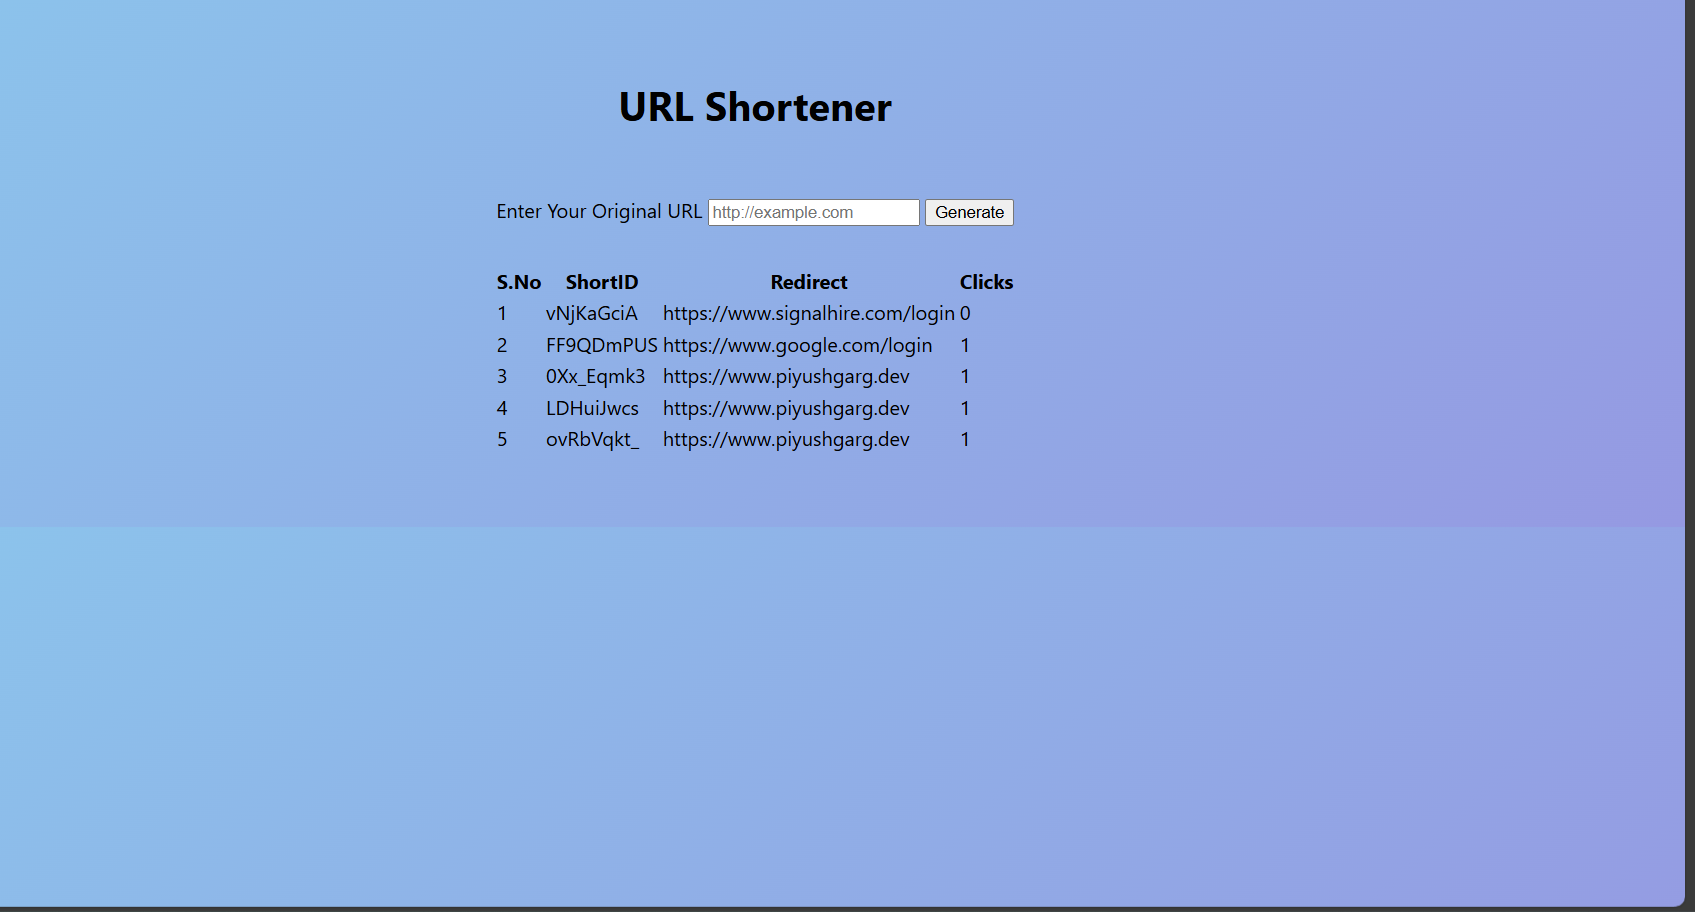 URL Shortener
Enter Your Original URL http://example.com Generate
S.No ShortID Redirect Clicks
1 vNjKaGciA https://www.signalhire.com/login 0
2 FF9QDmPUS https://www.google.com/login 1
3 0Xx_Eqmk3 https://www.piyushgarg.dev 1
4 LDHuiJwcs https://www.piyushgarg.dev 1
5 ovRbVqkt_ https://www.piyushgarg.dev 1